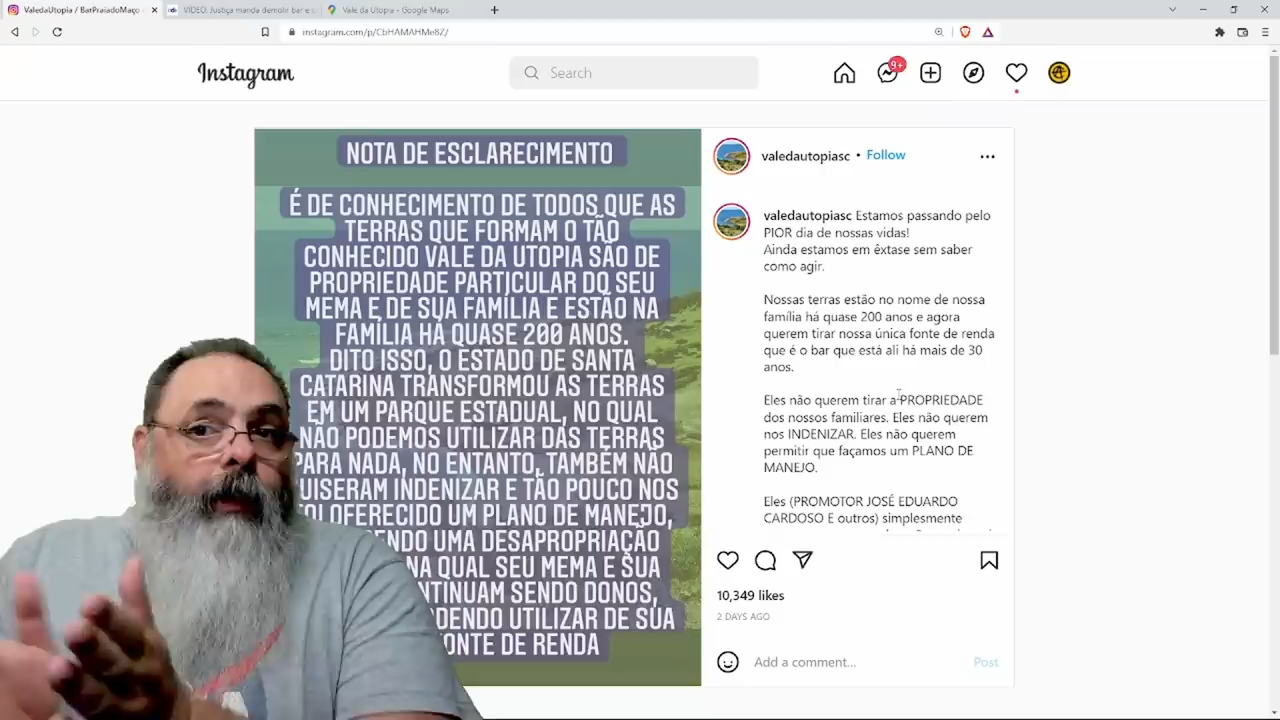 ValedaUtopia / BarPraiadoMaço
VÍDEO: Justiça manda demolir bar e
Vale da Utopia - Google Maps
instagram.com/p/CbHAMAHMe8Z/
Instagram
Search
9+
NOTA DE ESCLARECIMENTO
É DE CONHECIMENTO DE TODOS QUE AS
TERRAS QUE FORMAM O TÃO
CONHECIDO VALE DA UTOPIA SÃO DE
PROPRIEDADE PARTICULAR DO SEU
MEMA E DE SUA FAMÍLIA E ESTÃO NA
FAMÍLIA HÁ QUASE 200 ANOS.
DITO ISSO, O ESTADO DE SANTA
CATARINA TRANSFORMOU AS TERRAS
EM UM PARQUE ESTADUAL, NO QUAL
NÃO PODEMOS UTILIZAR DAS TERRAS
PARA NADA, NO ENTANTO, TAMBÉM NÃO
UISERAM INDENIZAR E TÃO POUCO NOS
OFERECIDO UM PLANO DE MANEJO,
NDO UMA DESAPROPRIAÇÃO
NA QUAL SEU MEMA E SUA
NTINUAM SENDO DONOS,
DENDO UTILIZAR DE SUA
ONTE DE RENDA
valedautopiasc • Follow
valedautopiasc Estamos passando pelo
PIOR dia de nossas vidas!
Ainda estamos em êxtase sem saber
como agir.
Nossas terras estão no nome de nossa
família há quase 200 anos e agora
querem tirar nossa única fonte de renda
que é o bar que está ali há mais de 30
anos.
Eles não querem tirar a PROPRIEDADE
dos nossos familiares. Eles não querem
nos INDENIZAR. Eles não querem
permitir que façamos um PLANO DE
MANEJO.
Eles (PROMOTOR JOSÉ EDUARDO
CARDOSO E outros) simplesmente
10,349 likes
2 DAYS AGO
Add a comment...
Post